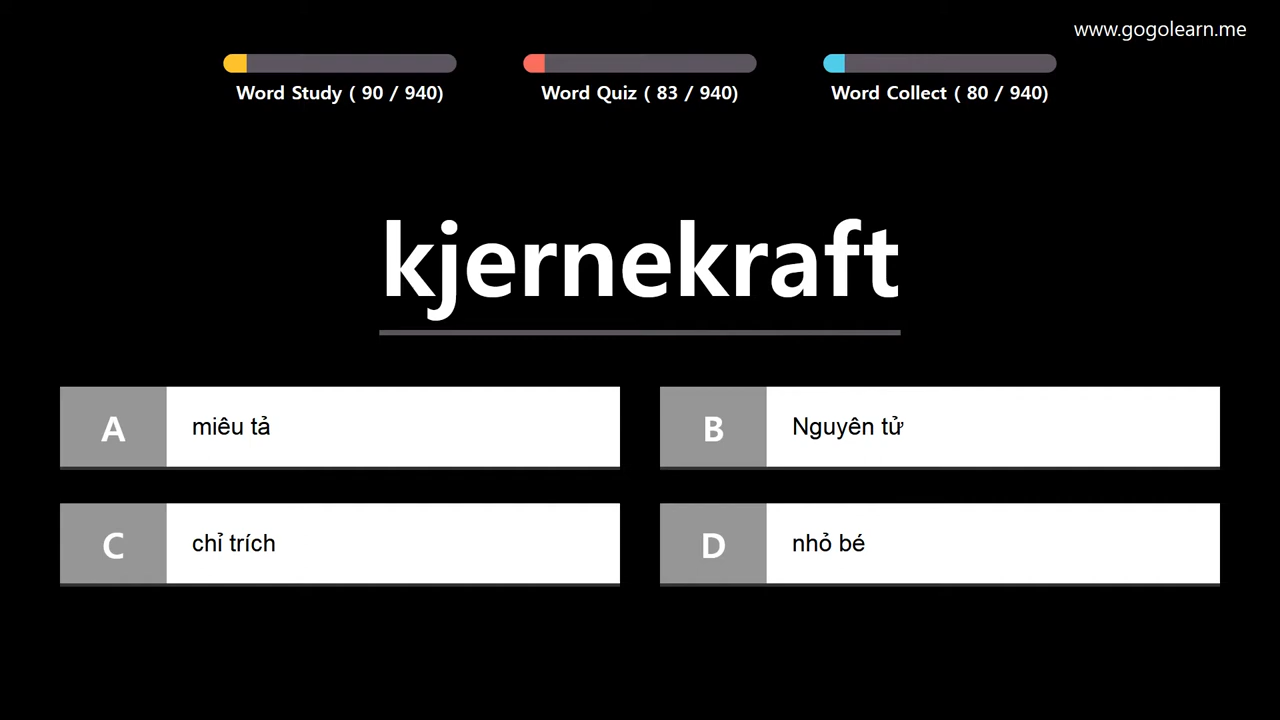 www.gogolearn.me
Word Study ( 90 / 940)
Word Quiz ( 83 / 940)
Word Collect ( 80 / 940)
kjernekraft
A
miêu tả
B
Nguyên tử
C
chỉ trích
D
nhỏ bé